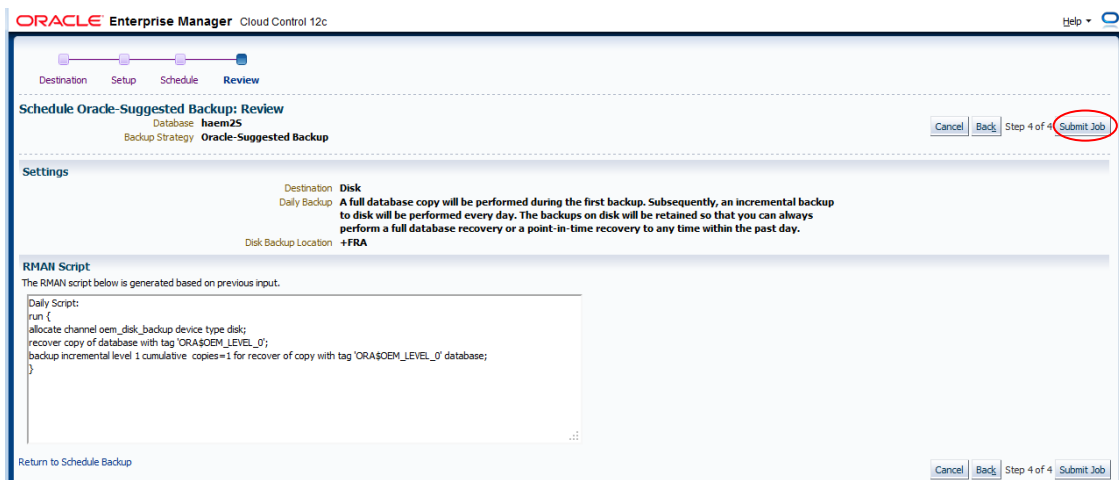 ORACLE Enterprise Manager Cloud Control 12c
Help
Destination Setup Schedule Review
Schedule Oracle-Suggested Backup: Review
Database haem2S
Backup Strategy Oracle-Suggested Backup
Cancel Back Step 4 of 4 Submit Job
Settings
Destination Disk
Daily Backup A full database copy will be performed during the first backup. Subsequently, an incremental backup
to disk will be performed every day. The backups on disk will be retained so that you can always
perform a full database recovery or a point-in-time recovery to any time within the past day.
Disk Backup Location +FRA
RMAN Script
The RMAN script below is generated based on previous input.
Daily Script:
run {
allocate channel oem_disk_backup device type disk;
recover copy of database with tag 'ORA$OEM_LEVEL_0';
backup incremental level 1 cumulative copies=1 for recover of copy with tag 'ORA$OEM_LEVEL_0' database;
}
Return to Schedule Backup
Cancel Back Step 4 of 4 Submit Job